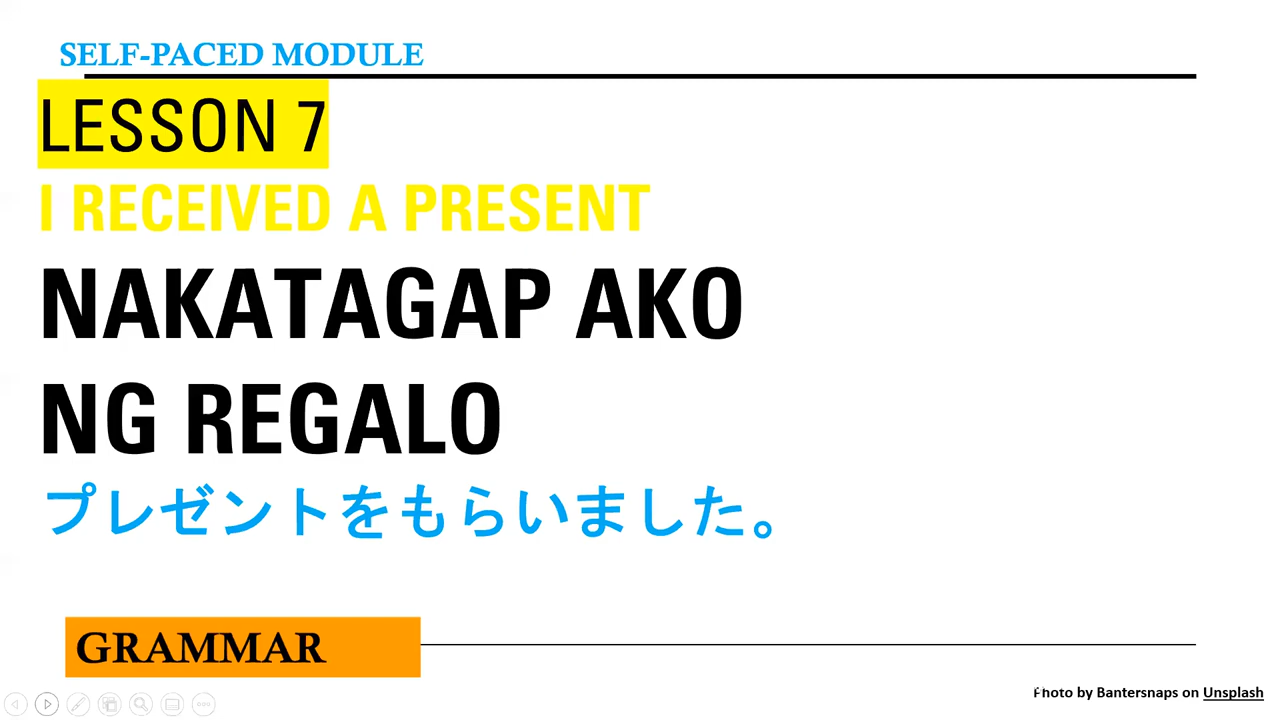 SELF-PACED MODULE
LESSON 7
I RECEIVED A PRESENT
NAKATAGAP AKO
NG REGALO
プレゼントをもらいました。
GRAMMAR
Photo by Bantersnaps on Unsplash